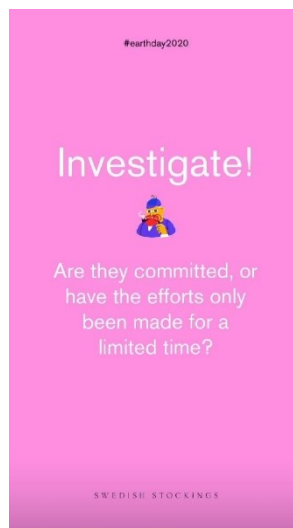 #earthday2020
Investigate!
Are they committed, or
have the efforts only
been made for a
limited time?
SWEDISH STOCKINGS